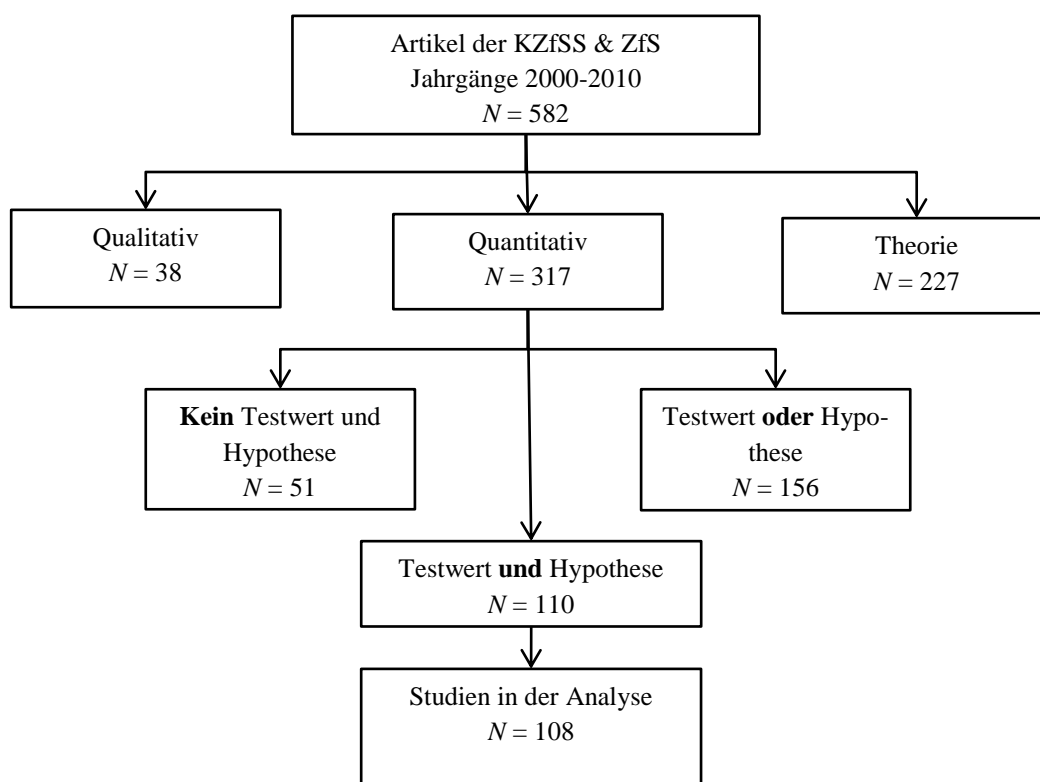 Artikel der KZfSS & ZfS
Jahrgänge 2000-2010
N = 582
Qualitativ
N = 38
Quantitativ
N = 317
Theorie
N = 227
Kein Testwert und
Hypothese
N = 51
Testwert oder Hypo-
these
N = 156
Testwert und Hypothese
N = 110
Studien in der Analyse
N = 108